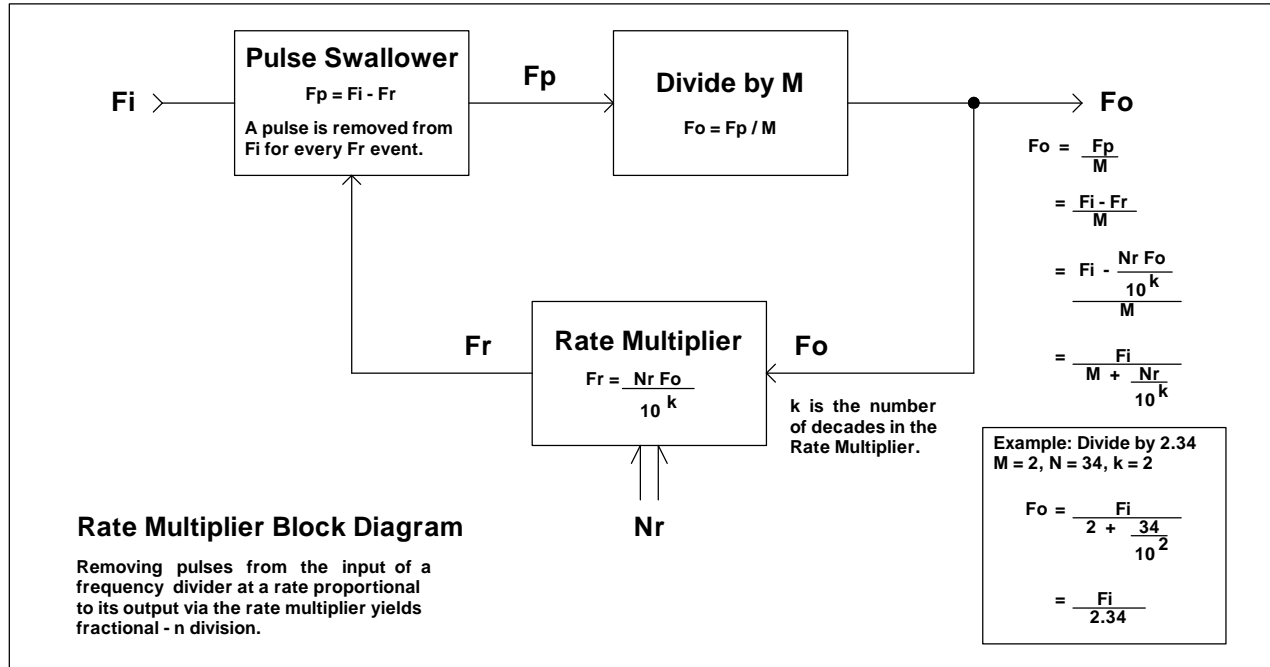 Pulse Swallower
Fp = Fi - Fr
A pulse is removed from
Fi for every Fr event.
Fi
Fp
Divide by M
Fo = Fp / M
Fo
Fo = Fp
M
= Fi - Fr
M
= Fi - Nr Fo
10 k
M
= Fi
M + Nr
10 k
Fr
Rate Multiplier
Fr = Nr Fo
10 k
Fo
k is the number
of decades in the
Rate Multiplier.
Nr
Example: Divide by 2.34
M = 2, N = 34, k = 2
Fo = Fi
2 + 34
10 2
= Fi
2.34
Rate Multiplier Block Diagram
Removing pulses from the input of a
frequency divider at a rate proportional
to its output via the rate multiplier yields
fractional - n division.